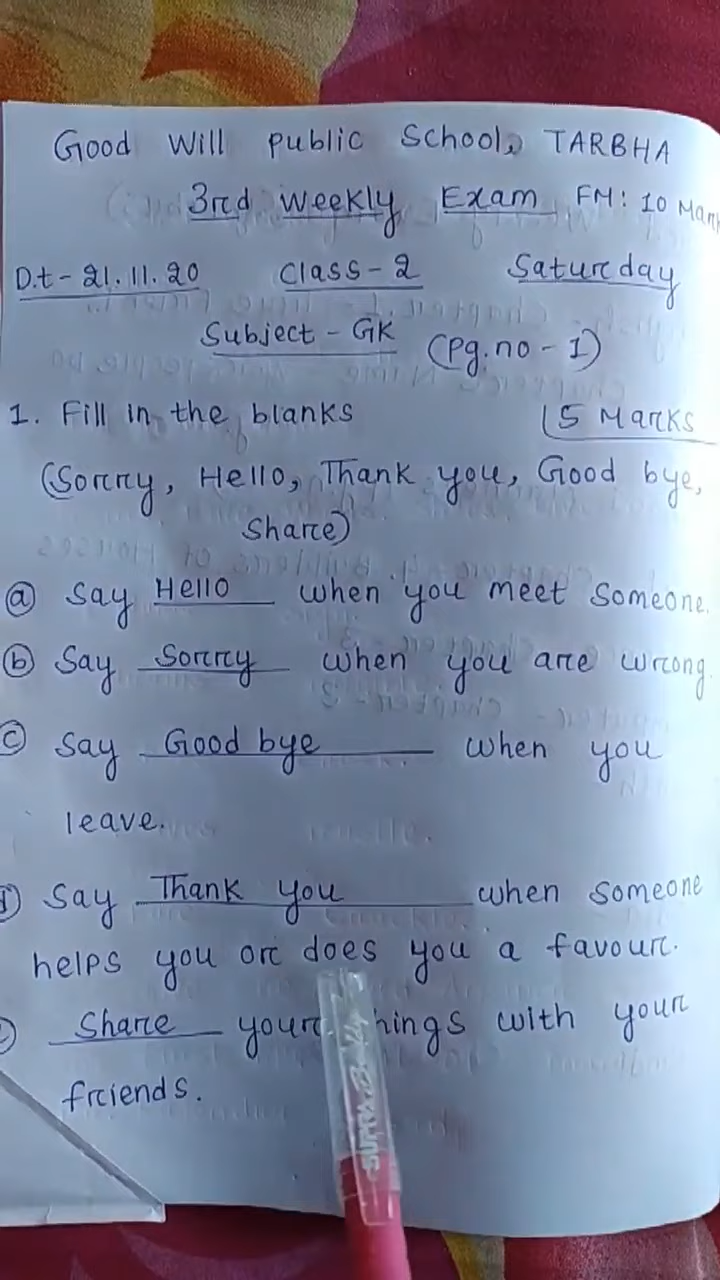 Good Will public School, TARBHA
3rd Weekly Exam FM: 10 Mark
D.t - 21.11.20 Class - 2 Saturday
Subject - GK (Pg.no - 1)
1. Fill in the blanks 5 Marks
(Sorry, Hello, Thank you, Good bye,
Share)
(a) Say Hello when you meet someone.
(b) Say Sorry when you are wrong.
(c) Say Good bye when you
leave.
(d) Say Thank you when someone
helps you or does you a favour.
Share your things with your
friends.